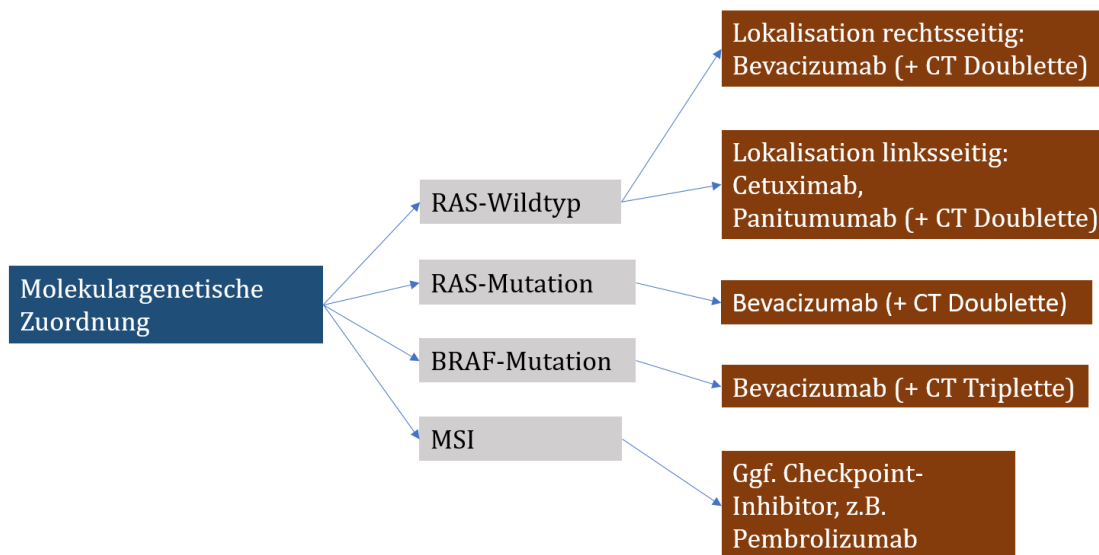 Molekulargenetische
Zuordnung
RAS-Wildtyp
RAS-Mutation
BRAF-Mutation
MSI
Lokalisation rechtsseitig:
Bevacizumab (+ CT Doublette)
Lokalisation linksseitig:
Cetuximab,
Panitumumab (+ CT Doublette)
Bevacizumab (+ CT Doublette)
Bevacizumab (+ CT Triplette)
Ggf. Checkpoint-
Inhibitor, z.B.
Pembrolizumab